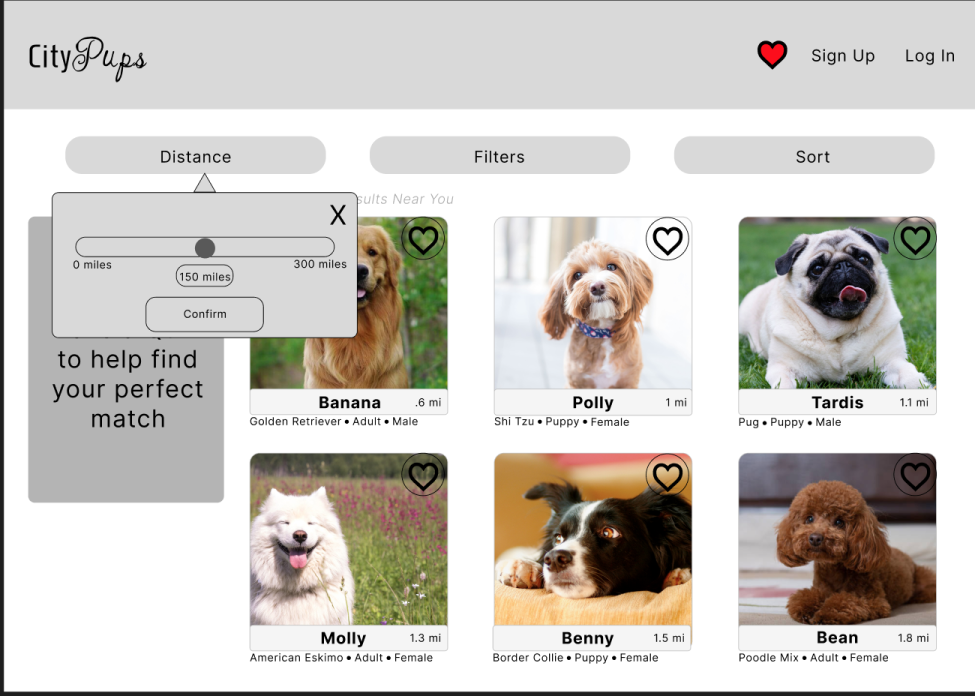 CityPups
Sign Up
Log In
Distance
Filters
Sort
sults Near You
X
0 miles
300 miles
150 miles
Confirm
to help find
your perfect
match
Banana .6 mi
Golden Retriever • Adult • Male
Polly 1 mi
Shi Tzu • Puppy • Female
Tardis 1.1 mi
Pug • Puppy • Male
Molly 1.3 mi
American Eskimo • Adult • Female
Benny 1.5 mi
Border Collie • Puppy • Female
Bean 1.8 mi
Poodle Mix • Adult • Female